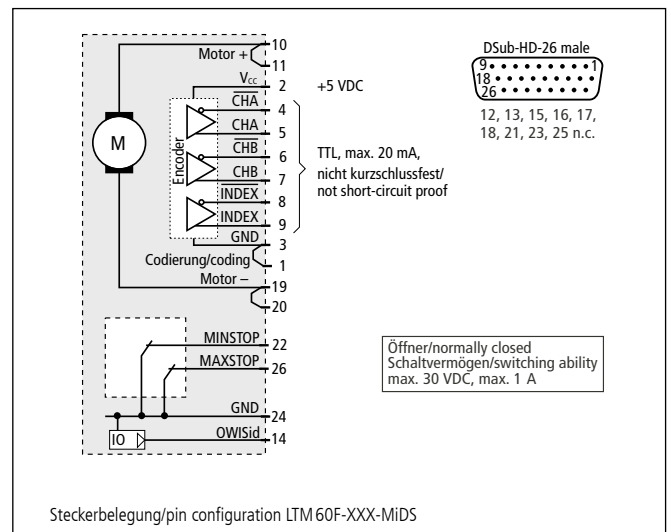 Motor +
10
11
V_CC 2 +5 VDC
CHA 4
CHA 5
CHB 6
CHB 7
INDEX 8
INDEX 9
GND 3
Codierung/coding 1
Motor – 19
20
M
Encoder
TTL, max. 20 mA,
nicht kurzschlussfest/
not short-circuit proof
MINSTOP 22
MAXSTOP 26
GND 24
IO OWISid 14
DSub-HD-26 male
9 1
18
26
12, 13, 15, 16, 17,
18, 21, 23, 25 n.c.
Öffner/normally closed
Schaltvermögen/switching ability
max. 30 VDC, max. 1 A
Steckerbelegung/pin configuration LTM 60F-XXX-MiDS